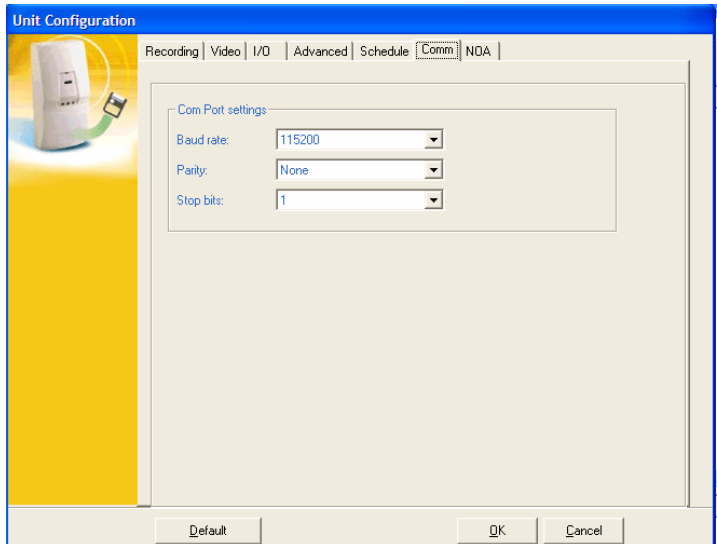 Unit Configuration
Recording Video I/O Advanced Schedule Comm NOA
Com Port settings
Baud rate: 115200
Parity: None
Stop bits: 1
Default OK Cancel